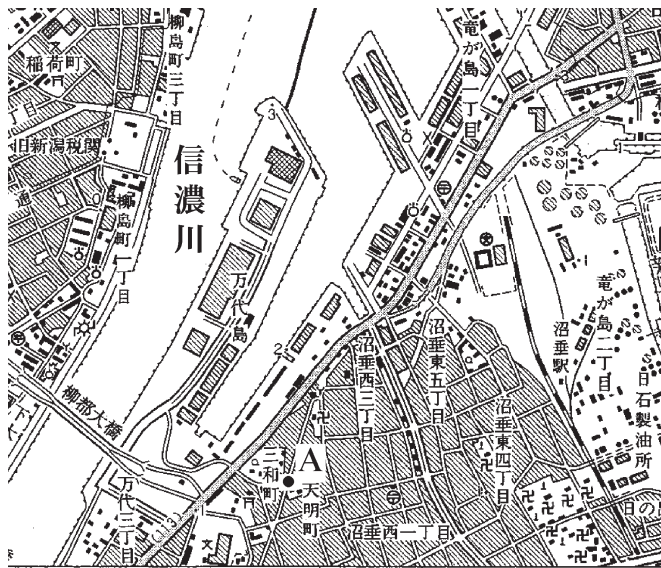 柳島町三丁目
稲荷町
旧新潟税関
柳島町一丁目
信濃川
万代島
竜が島一丁目
竜が島二丁目
沼垂駅
日石製油所
沼垂西三丁目
沼垂東五丁目
沼垂東四丁目
柳都大橋
三和町
A
天明町
万代二丁目
沼垂西一丁目
3
2
3